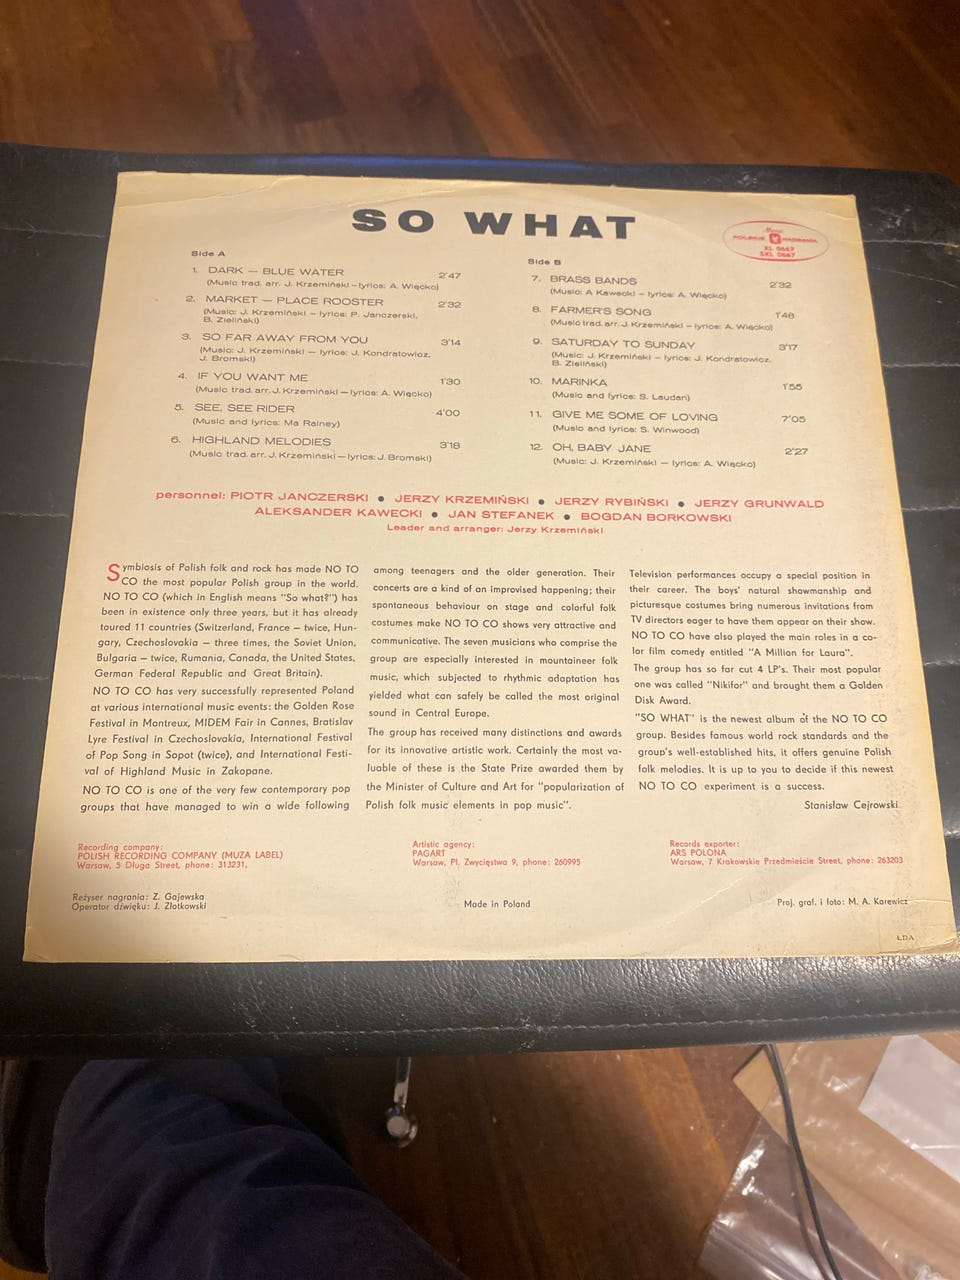 SO WHAT
Muza
POLSKIE NAGRANIA
XL 0667
SXL 0667
Side A
1. DARK — BLUE WATER 2'47
(Music trad. arr. J. Krzemiński – lyrics: A. Więcko)
2. MARKET — PLACE ROOSTER 2'32
(Music: J. Krzemiński – lyrics: P. Janczerski,
B. Zieliński)
3. SO FAR AWAY FROM YOU 3'14
(Music: J. Krzemiński — lyrics: J. Kondratowicz,
J. Bromski)
4. IF YOU WANT ME 1'30
(Music trad. arr. J. Krzemiński – lyrics: A. Więcko)
5. SEE, SEE RIDER 4'00
(Music and lyrics: Ma Rainey)
6. HIGHLAND MELODIES 3'18
(Music trad. arr. J. Krzemiński — lyrics: J. Bromski)
Side B
7. BRASS BANDS 2'32
(Music: A Kawecki – lyrics: A. Więcko)
8. FARMER'S SONG 1'48
(Music trad. arr. J. Krzemiński – lyrics: A. Więcko)
9. SATURDAY TO SUNDAY 3'17
(Music: J. Krzemiński – lyrics: J. Kondratowicz,
B. Zieliński)
10. MARINKA 1'55
(Music and lyrics: S. Laudan)
11. GIVE ME SOME OF LOVING 7'05
(Music and lyrics: S. Winwood)
12. OH, BABY JANE 2'27
(Music: J. Krzemiński — lyrics: A. Więcko)
personnel: PIOTR JANCZERSKI ● JERZY KRZEMIŃSKI ● JERZY RYBIŃSKI ● JERZY GRUNWALD
ALEKSANDER KAWECKI ● JAN STEFANEK ● BOGDAN BORKOWSKI
Leader and arranger: Jerzy Krzemiński
Symbiosis of Polish folk and rock has made NO TO
CO the most popular Polish group in the world.
NO TO CO (which in English means "So what?") has
been in existence only three years, but it has already
toured 11 countries (Switzerland, France – twice, Hun-
gary, Czechoslovakia – three times, the Soviet Union,
Bulgaria – twice, Rumania, Canada, the United States,
German Federal Republic and Great Britain).
NO TO CO has very successfully represented Poland
at various international music events: the Golden Rose
Festival in Montreux, MIDEM Fair in Cannes, Bratislav
Lyre Festival in Czechoslovakia, International Festival
of Pop Song in Sopot (twice), and International Festi-
val of Highland Music in Zakopane.
NO TO CO is one of the very few contemporary pop
groups that have managed to win a wide following
among teenagers and the older generation. Their
concerts are a kind of an improvised happening; their
spontaneous behaviour on stage and colorful folk
costumes make NO TO CO shows very attractive and
communicative. The seven musicians who comprise the
group are especially interested in mountaineer folk
music, which subjected to rhythmic adaptation has
yielded what can safely be called the most original
sound in Central Europe.
The group has received many distinctions and awards
for its innovative artistic work. Certainly the most va-
luable of these is the State Prize awarded them by
the Minister of Culture and Art for "popularization of
Polish folk music elements in pop music".
Television performances occupy a special position in
their career. The boys' natural showmanship and
picturesque costumes bring numerous invitations from
TV directors eager to have them appear on their show.
NO TO CO have also played the main roles in a co-
lor film comedy entitled "A Million for Laura".
The group has so far cut 4 LP's. Their most popular
one was called "Nikifor" and brought them a Golden
Disk Award.
"SO WHAT" is the newest album of the NO TO CO
group. Besides famous world rock standards and the
group's well-established hits, it offers genuine Polish
folk melodies. It is up to you to decide if this newest
NO TO CO experiment is a success.
Stanisław Cejrowski
Recording company:
POLISH RECORDING COMPANY (MUZA LABEL)
Warsaw, 5 Długa Street, phone: 313231.
Artistic agency:
PAGART
Warsaw, Pl. Zwycięstwa 9, phone: 260995
Records exporter:
ARS POLONA
Warsaw, 7 Krakowskie Przedmieście Street, phone: 263203
Reżyser nagrania: Z. Gajewska
Operator dźwięku: J. Złotkowski
Made in Poland
Proj. graf. i foto: M. A. Karewicz
LDA